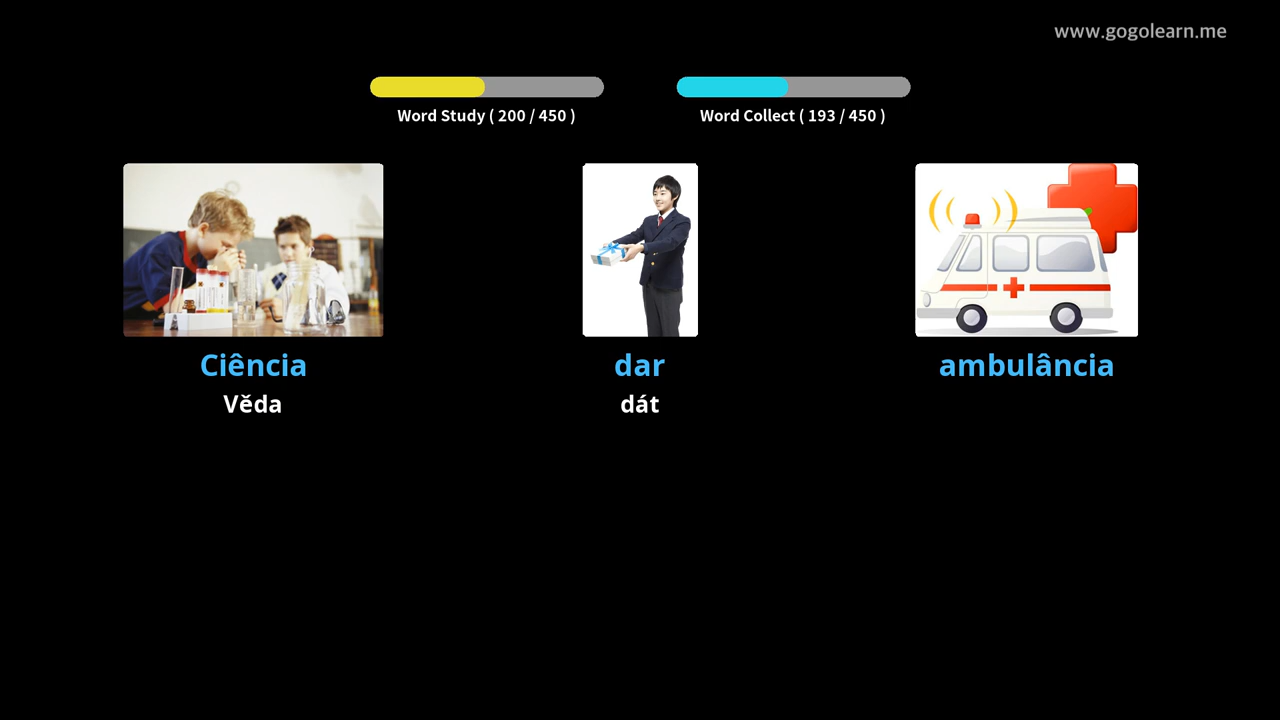 www.gogolearn.me
Word Study ( 200 / 450 )
Word Collect ( 193 / 450 )
Ciência
dar
ambulância
Věda
dát